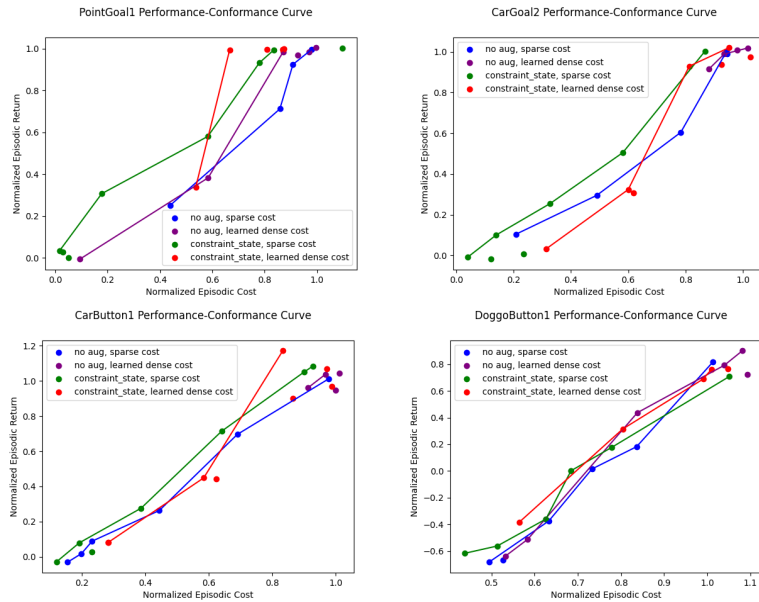 PointGoal1 Performance-Conformance Curve
Normalized Episodic Return
1.0
0.8
0.6
0.4
0.2
0.0
no aug, sparse cost
no aug, learned dense cost
constraint_state, sparse cost
constraint_state, learned dense cost
0.0 0.2 0.4 0.6 0.8 1.0
Normalized Episodic Cost
CarGoal2 Performance-Conformance Curve
Normalized Episodic Return
1.0
0.8
0.6
0.4
0.2
0.0
no aug, sparse cost
no aug, learned dense cost
constraint_state, sparse cost
constraint_state, learned dense cost
0.0 0.2 0.4 0.6 0.8 1.0
Normalized Episodic Cost
CarButton1 Performance-Conformance Curve
Normalized Episodic Return
1.2
1.0
0.8
0.6
0.4
0.2
0.0
no aug, sparse cost
no aug, learned dense cost
constraint_state, sparse cost
constraint_state, learned dense cost
0.2 0.4 0.6 0.8 1.0
Normalized Episodic Cost
DoggoButton1 Performance-Conformance Curve
Normalized Episodic Return
0.8
0.6
0.4
0.2
0.0
−0.2
−0.4
−0.6
no aug, sparse cost
no aug, learned dense cost
constraint_state, sparse cost
constraint_state, learned dense cost
0.5 0.6 0.7 0.8 0.9 1.0 1.1
Normalized Episodic Cost